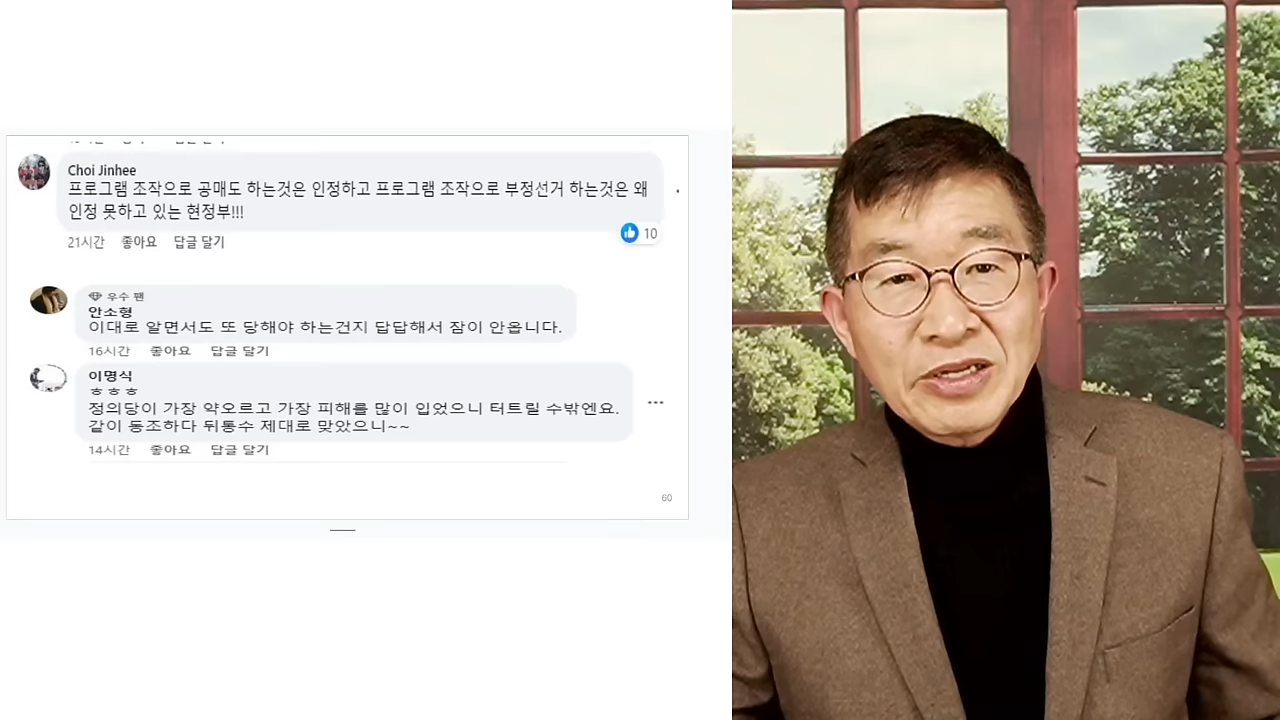 Choi Jinhee
프로그램 조작으로 공매도 하는것은 인정하고 프로그램 조작으로 부정선거 하는것은 왜
인정 못하고 있는 현정부!!!
21시간 좋아요 답글 달기
10
우수 팬
안소형
이대로 알면서도 또 당해야 하는건지 답답해서 잠이 안옵니다.
16시간 좋아요 답글 달기
이명식
ㅎㅎㅎ
정의당이 가장 약오르고 가장 피해를 많이 입었으니 터트릴 수밖엔요.
같이 동조하다 뒤통수 제대로 맞았으니~~
14시간 좋아요 답글 달기
60